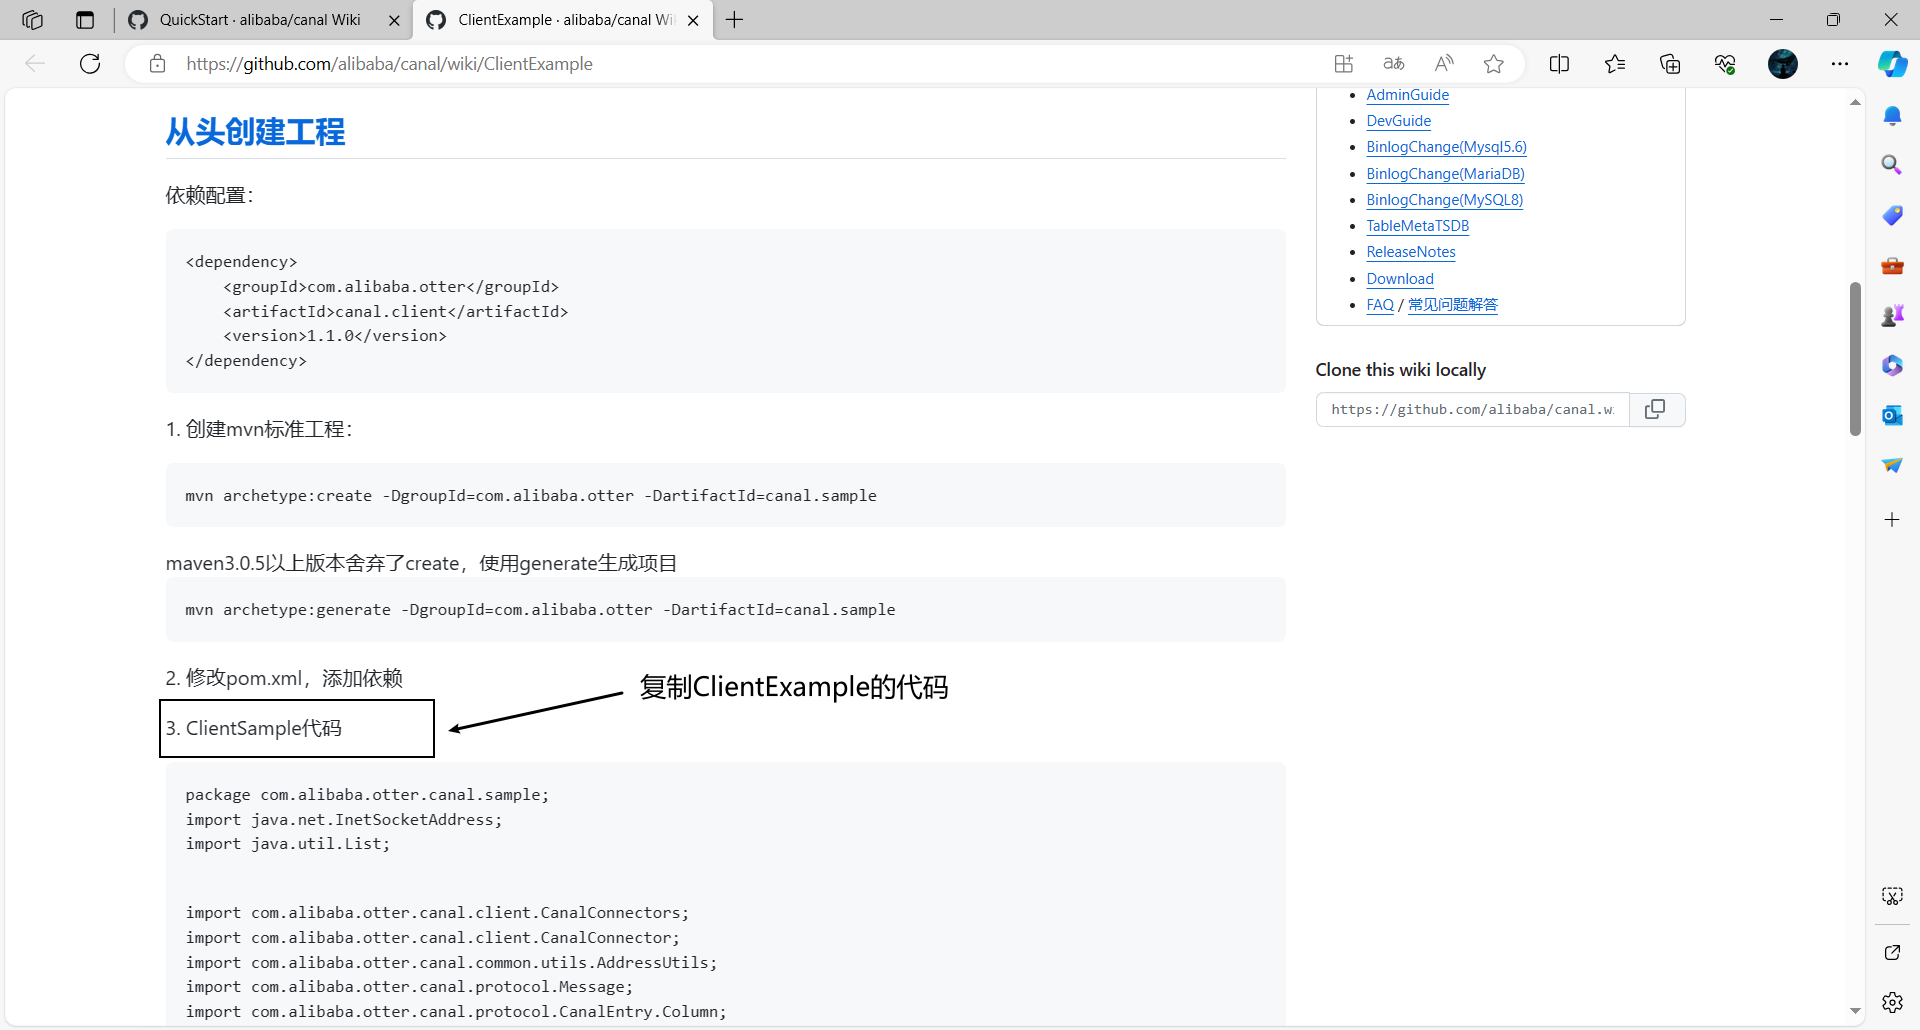 QuickStart · alibaba/canal Wiki
ClientExample · alibaba/canal Wi
https://github.com/alibaba/canal/wiki/ClientExample
aあ
从头创建工程
依赖配置：
<dependency>
    <groupId>com.alibaba.otter</groupId>
    <artifactId>canal.client</artifactId>
    <version>1.1.0</version>
</dependency>
1. 创建mvn标准工程：
mvn archetype:create -DgroupId=com.alibaba.otter -DartifactId=canal.sample
maven3.0.5以上版本舍弃了create，使用generate生成项目
mvn archetype:generate -DgroupId=com.alibaba.otter -DartifactId=canal.sample
2. 修改pom.xml，添加依赖
复制ClientExample的代码
3. ClientSample代码
package com.alibaba.otter.canal.sample;
import java.net.InetSocketAddress;
import java.util.List;
import com.alibaba.otter.canal.client.CanalConnectors;
import com.alibaba.otter.canal.client.CanalConnector;
import com.alibaba.otter.canal.common.utils.AddressUtils;
import com.alibaba.otter.canal.protocol.Message;
import com.alibaba.otter.canal.protocol.CanalEntry.Column;
AdminGuide
DevGuide
BinlogChange(Mysql5.6)
BinlogChange(MariaDB)
BinlogChange(MySQL8)
TableMetaTSDB
ReleaseNotes
Download
FAQ / 常见问题解答
Clone this wiki locally
https://github.com/alibaba/canal.wi